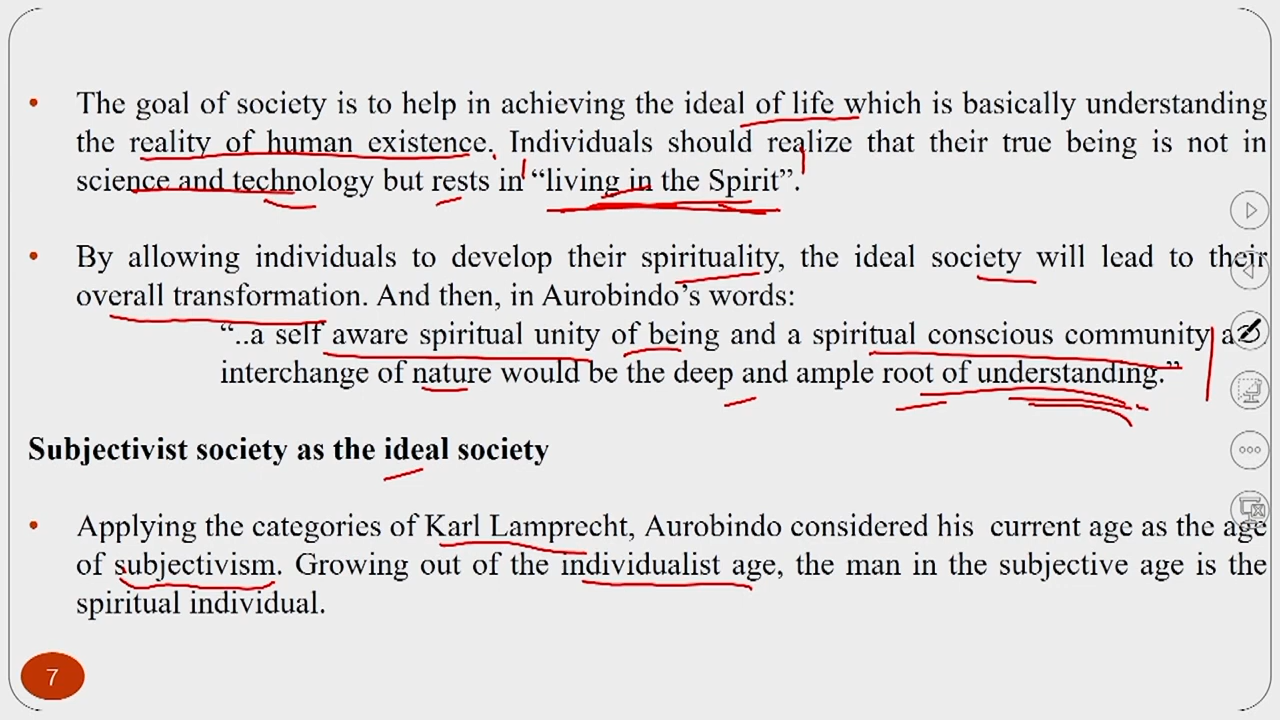 • The goal of society is to help in achieving the ideal of life which is basically understanding
the reality of human existence. Individuals should realize that their true being is not in
science and technology but rests in “living in the Spirit”.
• By allowing individuals to develop their spirituality, the ideal society will lead to their
overall transformation. And then, in Aurobindo’s words:
“..a self aware spiritual unity of being and a spiritual conscious community
interchange of nature would be the deep and ample root of understanding.”
Subjectivist society as the ideal society
• Applying the categories of Karl Lamprecht, Aurobindo considered his current age as the age
of subjectivism. Growing out of the individualist age, the man in the subjective age is the
spiritual individual.
7